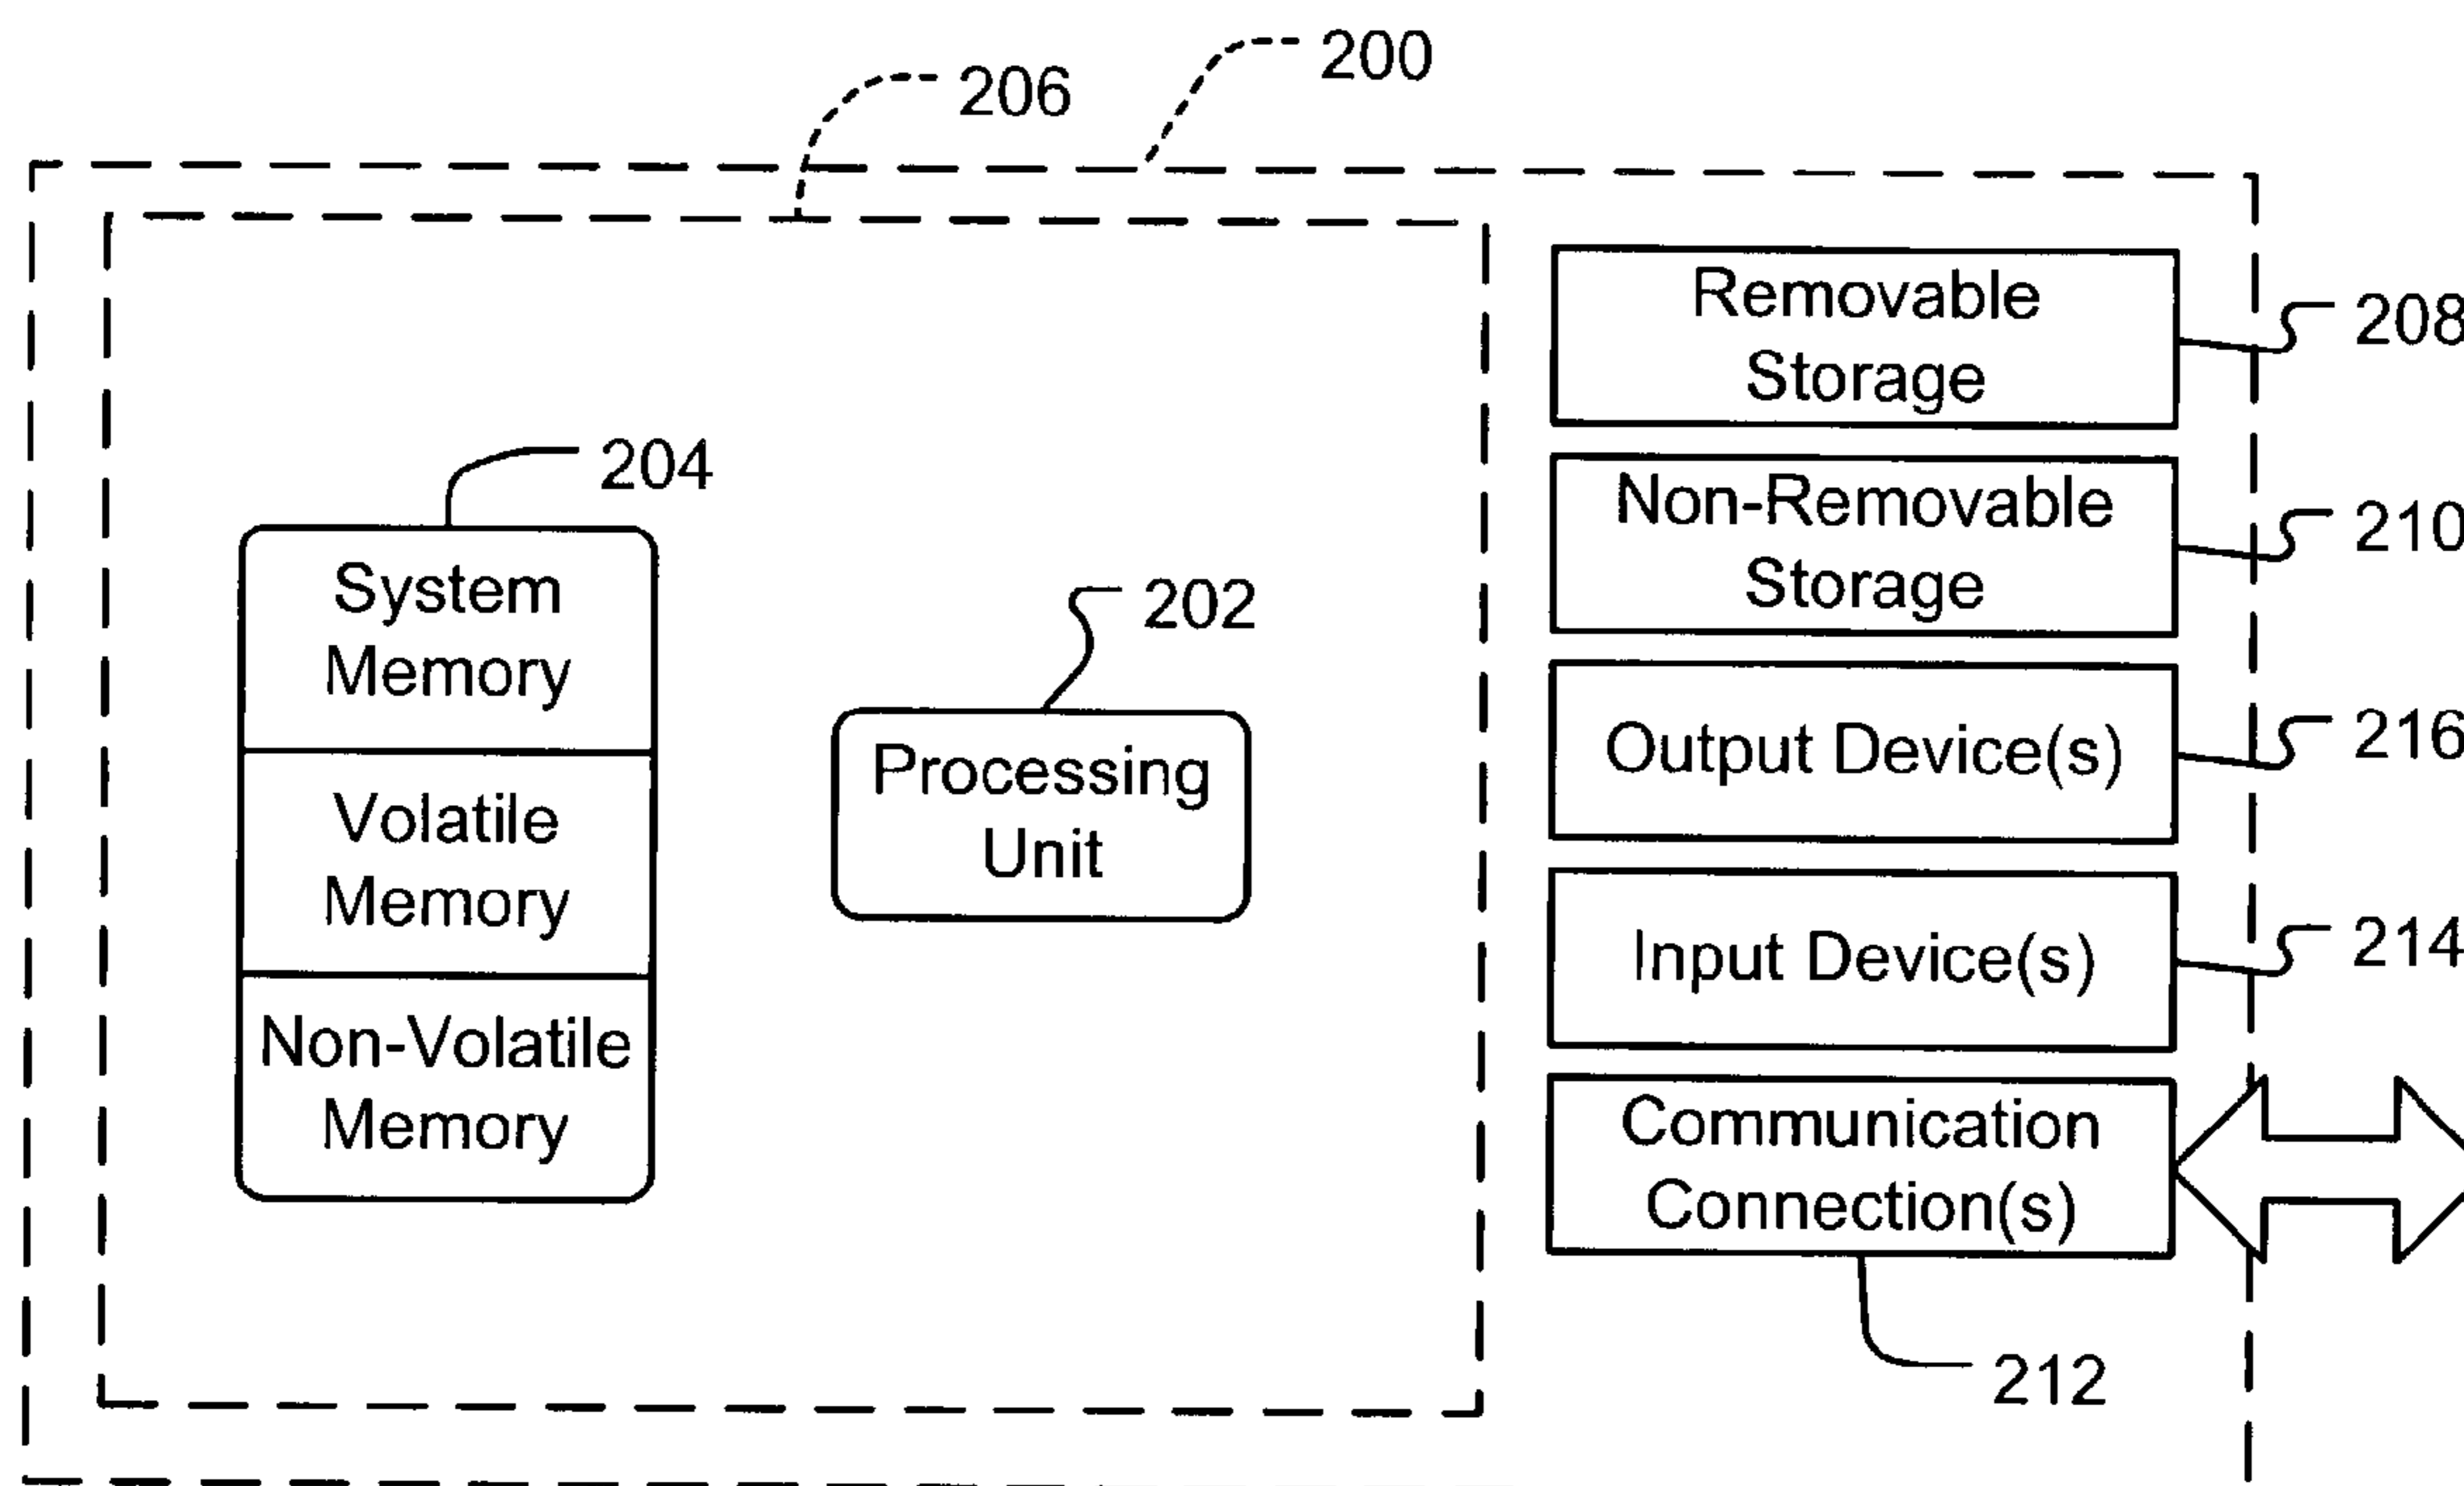 200
206
Removable
Storage
208
204
Non-Removable
Storage
210
System
Memory
202
Output Device(s)
216
Processing
Unit
Volatile
Memory
Input Device(s)
214
Non-Volatile
Memory
Communication
Connection(s)
212